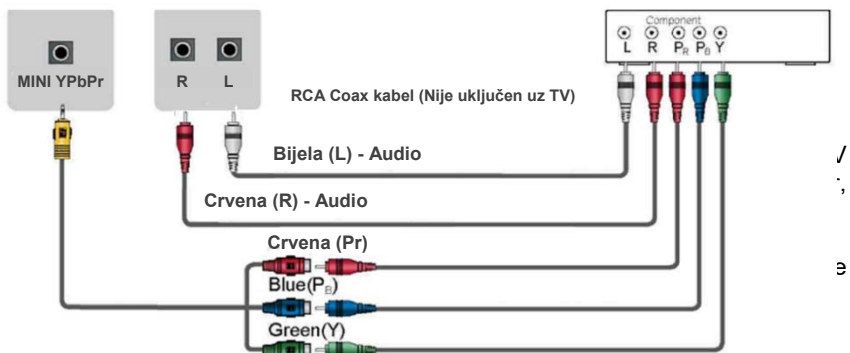 Component
L R PR PB Y
MINI YPbPr
R L
RCA Coax kabel (Nije uključen uz TV)
Bijela (L) - Audio
Crvena (R) - Audio
Crvena (Pr)
Blue(PB)
Green(Y)